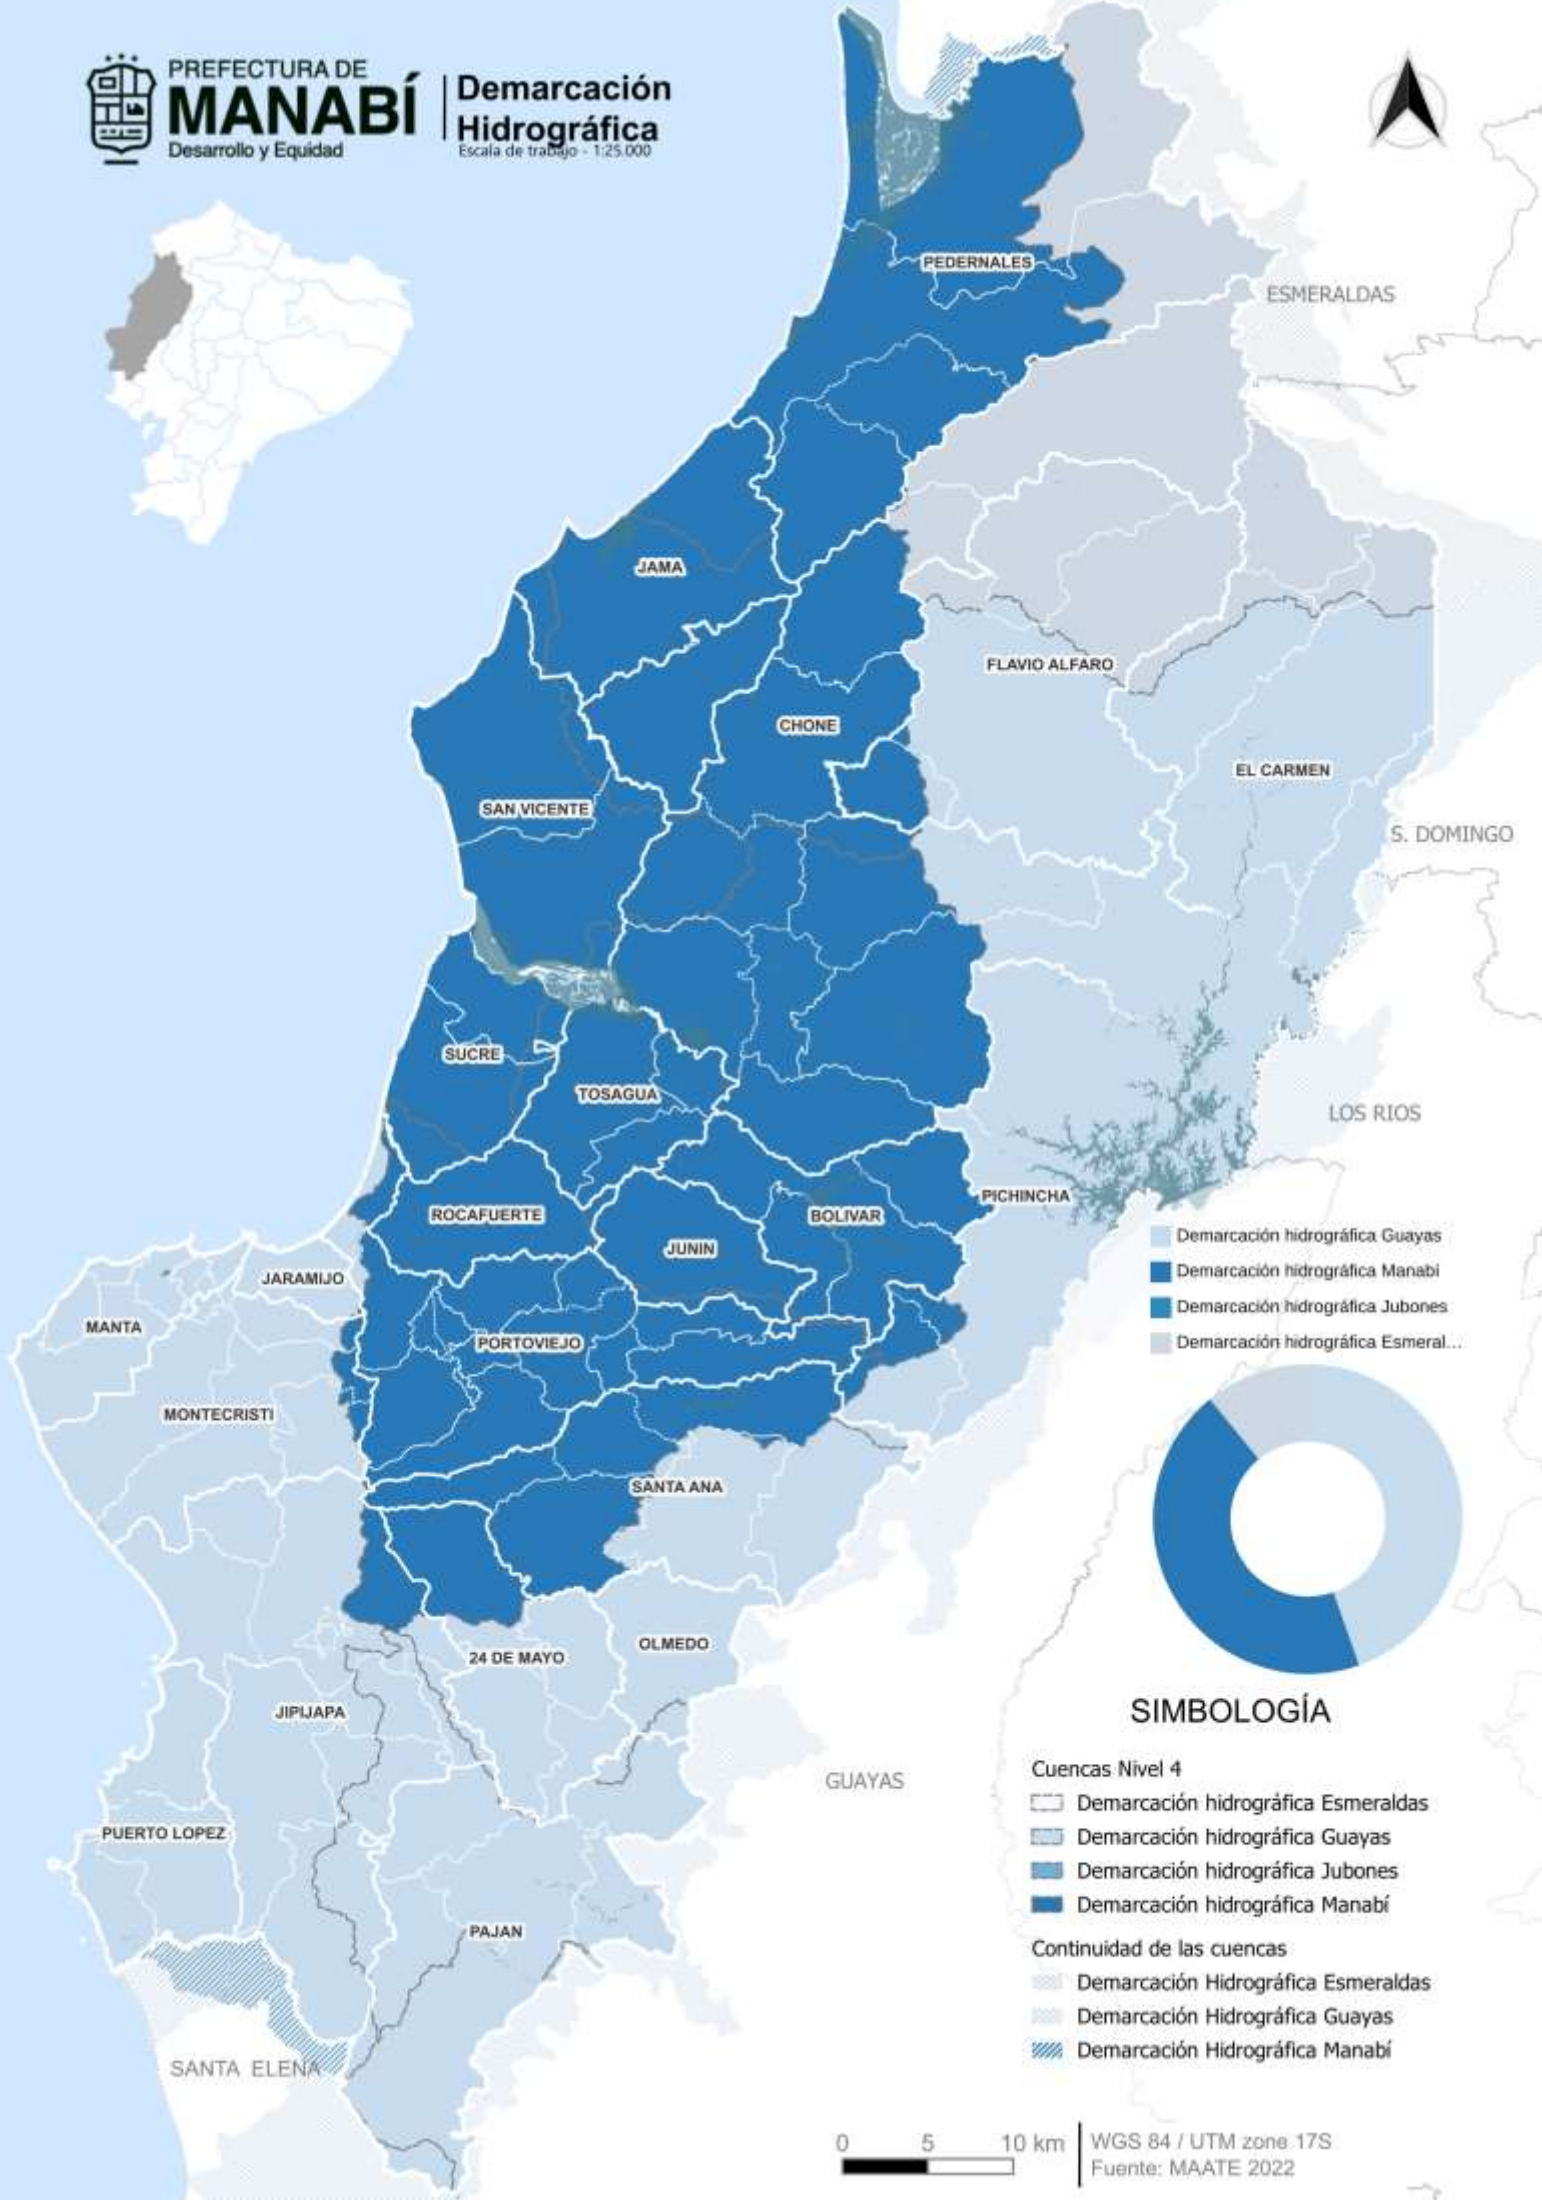 PREFECTURA DE
MANABÍ
Desarrollo y Equidad
Demarcación
Hidrográfica
Escala de trabajo - 1:25.000
PEDERNALES
ESMERALDAS
JAMA
FLAVIO ALFARO
CHONE
EL CARMEN
SAN VICENTE
S. DOMINGO
SUCRE
TOSAGUA
LOS RIOS
PICHINCHA
ROCAFUERTE
BOLIVAR
JUNIN
JARAMIJO
MANTA
PORTOVIEJO
MONTECRISTI
SANTA ANA
OLMEDO
24 DE MAYO
JIPIJAPA
GUAYAS
PUERTO LOPEZ
PAJAN
SANTA ELENA
Demarcación hidrográfica Guayas
Demarcación hidrográfica Manabí
Demarcación hidrográfica Jubones
Demarcación hidrográfica Esmeral...
SIMBOLOGÍA
Cuencas Nivel 4
Demarcación hidrográfica Esmeraldas
Demarcación hidrográfica Guayas
Demarcación hidrográfica Jubones
Demarcación hidrográfica Manabí
Continuidad de las cuencas
Demarcación Hidrográfica Esmeraldas
Demarcación Hidrográfica Guayas
Demarcación Hidrográfica Manabí
0 5 10 km
WGS 84 / UTM zone 17S
Fuente: MAATE 2022